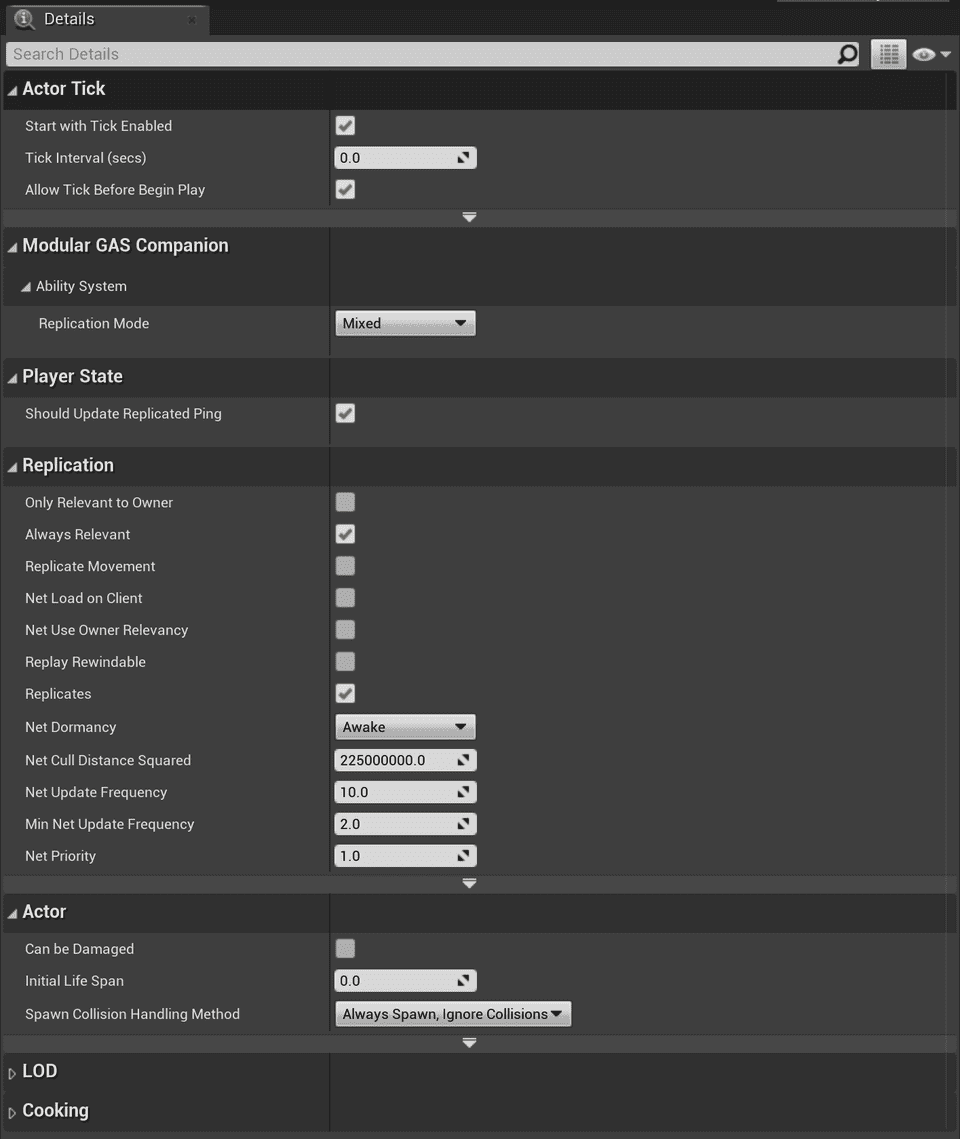 Details
Search Details
Actor Tick
Start with Tick Enabled
Tick Interval (secs) 0.0
Allow Tick Before Begin Play
Modular GAS Companion
Ability System
Replication Mode Mixed
Player State
Should Update Replicated Ping
Replication
Only Relevant to Owner
Always Relevant
Replicate Movement
Net Load on Client
Net Use Owner Relevancy
Replay Rewindable
Replicates
Net Dormancy Awake
Net Cull Distance Squared 225000000.0
Net Update Frequency 10.0
Min Net Update Frequency 2.0
Net Priority 1.0
Actor
Can be Damaged
Initial Life Span 0.0
Spawn Collision Handling Method Always Spawn, Ignore Collisions
LOD
Cooking